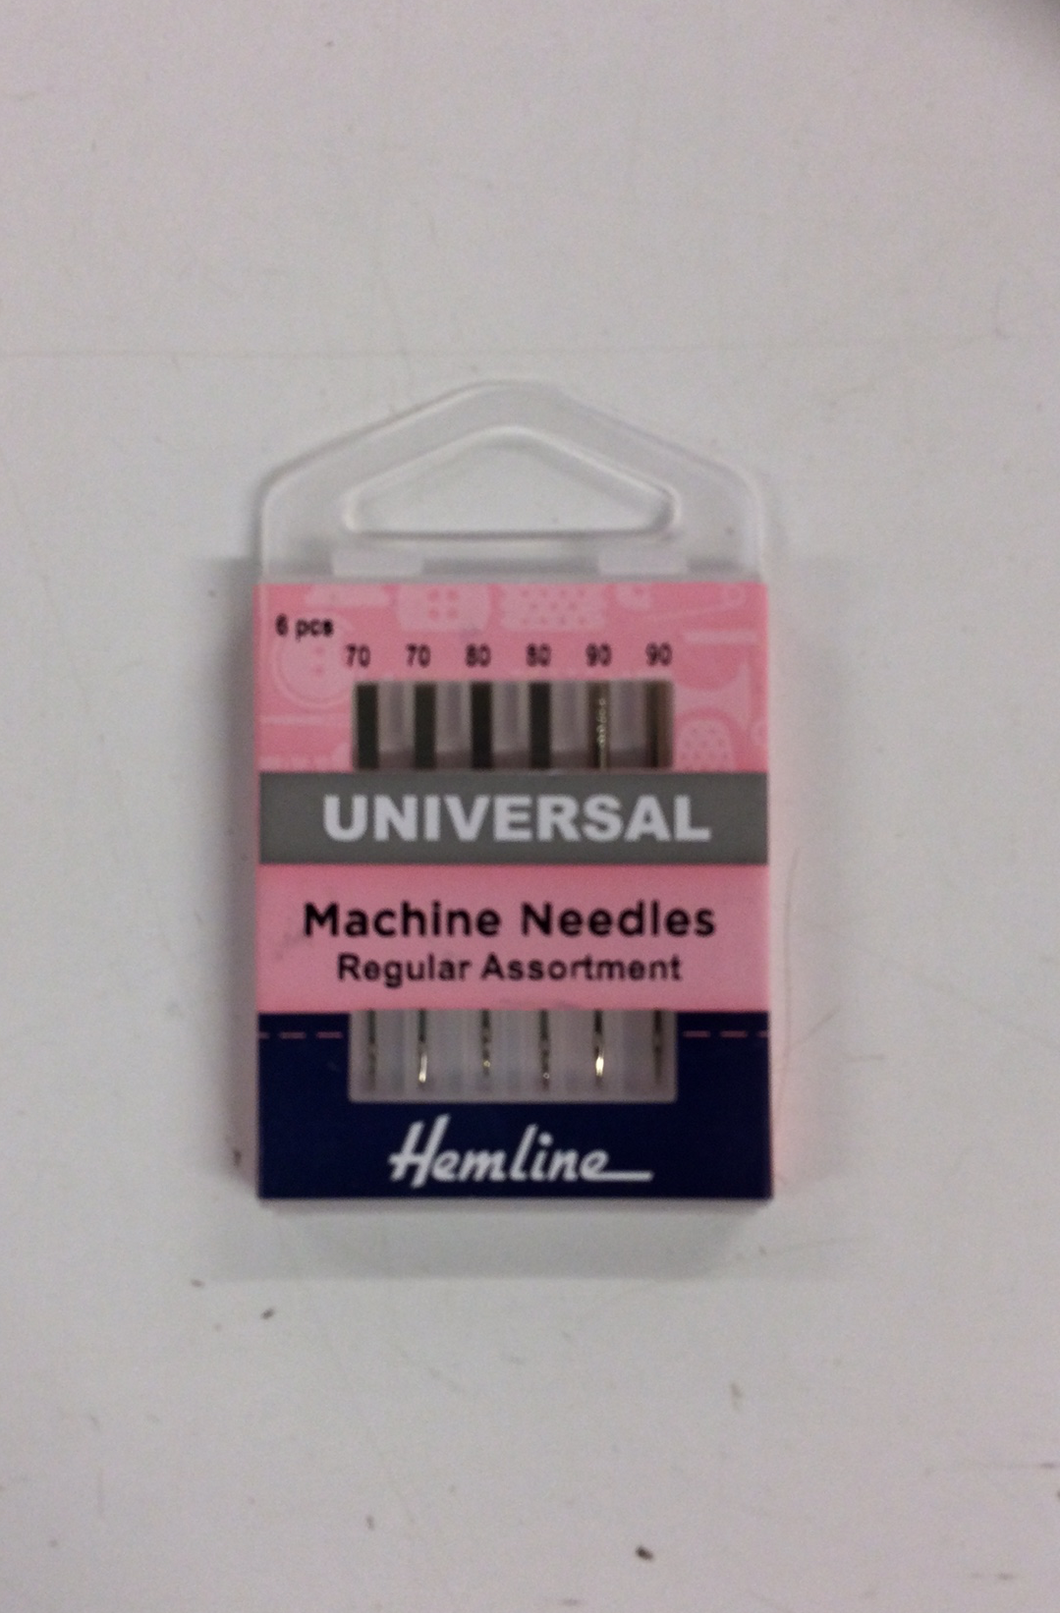 6 pcs
70 70 80 80 90 90
UNIVERSAL
Machine Needles
Regular Assortment
Hemline